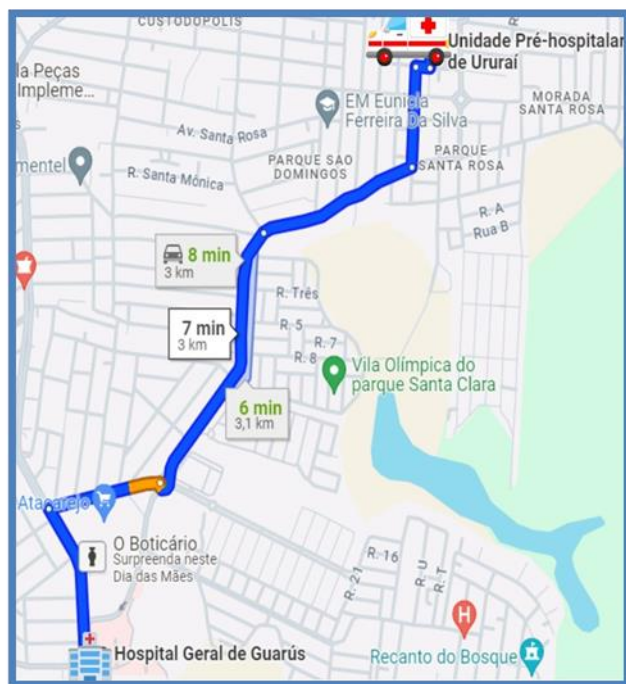 CUSTODOPOLIS
Unidade Pré-hospitalar
de Ururaí
la Peças
Impleme...
EM Eunicia
Ferreira Da Silva
MORADA
SANTA ROSA
Av. Santa Rosa
PARQUE SAO
DOMINGOS
PARQUE
SANTA ROSA
mentel
R. Santa Mônica
R. A
Rua B
8 min
3 km
R. Três
7 min
3 km
R. 5
R. 7
R. 8
Vila Olímpica do
parque Santa Clara
6 min
3,1 km
Atacarejo
O Boticário
Surpreenda neste
Dia das Mães
R. 16
R. 21
R. U
R. T
H
Hospital Geral de Guarús
Recanto do Bosque